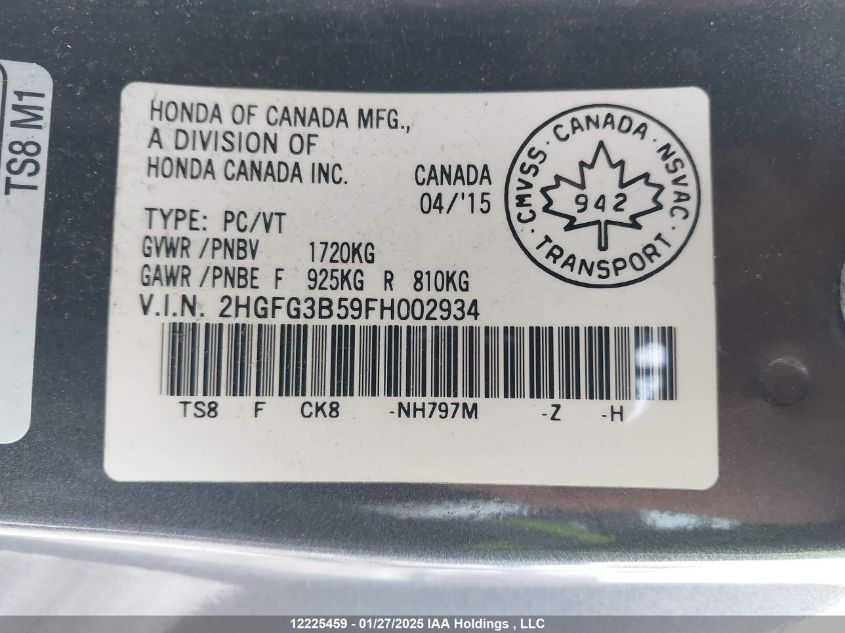 TS8 M1
HONDA OF CANADA MFG.,
A DIVISION OF
HONDA CANADA INC.
CANADA
04/'15
TYPE: PC/VT
GVWR /PNBV 1720KG
GAWR /PNBE F 925KG R 810KG
V.I.N. 2HGFG3B59FH002934
TS8 F CK8 -NH797M -Z -H
CMVSS · CANADA · NSVAC · TRANSPORT ·
942
12225459 - 01/27/2025 IAA Holdings , LLC